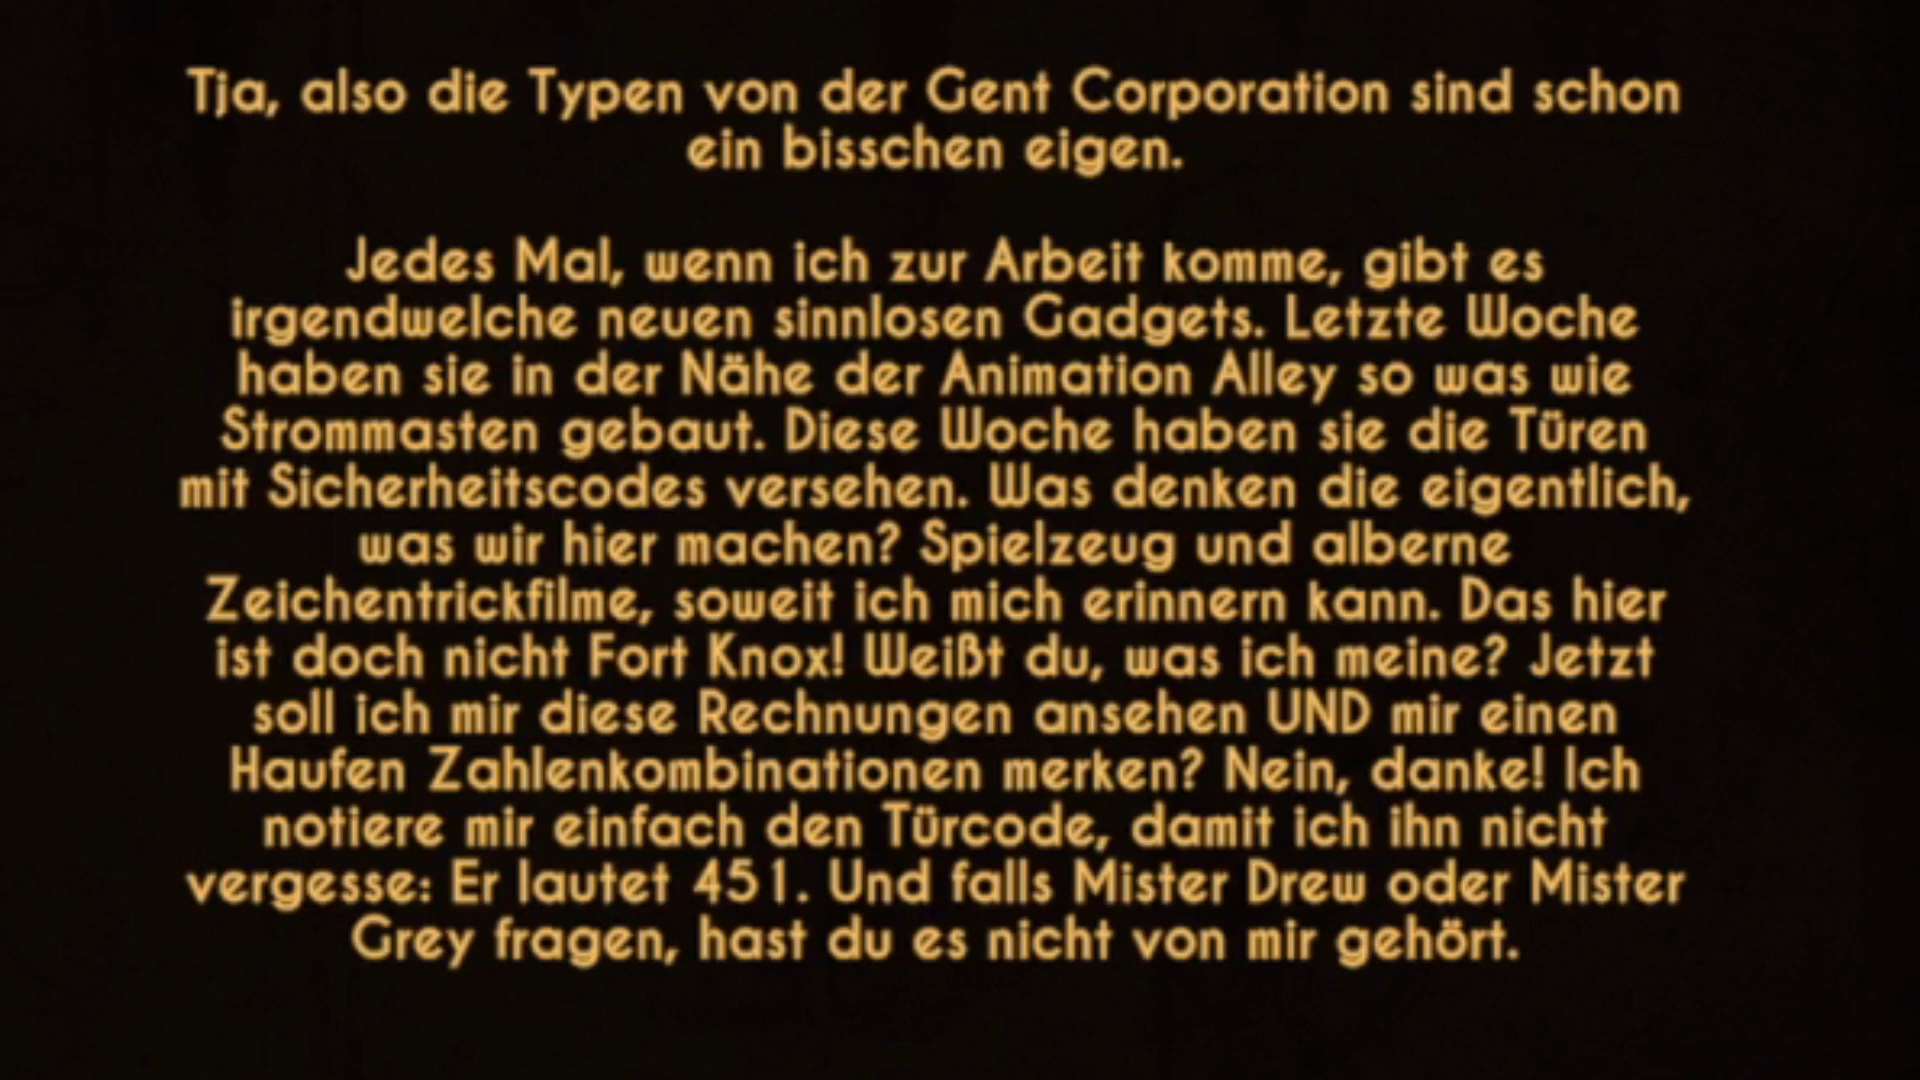 Tja, also die Typen von der Gent Corporation sind schon
ein bisschen eigen.
Jedes Mal, wenn ich zur Arbeit komme, gibt es
irgendwelche neuen sinnlosen Gadgets. Letzte Woche
haben sie in der Nähe der Animation Alley so was wie
Strommasten gebaut. Diese Woche haben sie die Türen
mit Sicherheitscodes versehen. Was denken die eigentlich,
was wir hier machen? Spielzeug und alberne
Zeichentrickfilme, soweit ich mich erinnern kann. Das hier
ist doch nicht Fort Knox! Weißt du, was ich meine? Jetzt
soll ich mir diese Rechnungen ansehen UND mir einen
Haufen Zahlenkombinationen merken? Nein, danke! Ich
notiere mir einfach den Türcode, damit ich ihn nicht
vergesse: Er lautet 451. Und falls Mister Drew oder Mister
Grey fragen, hast du es nicht von mir gehört.